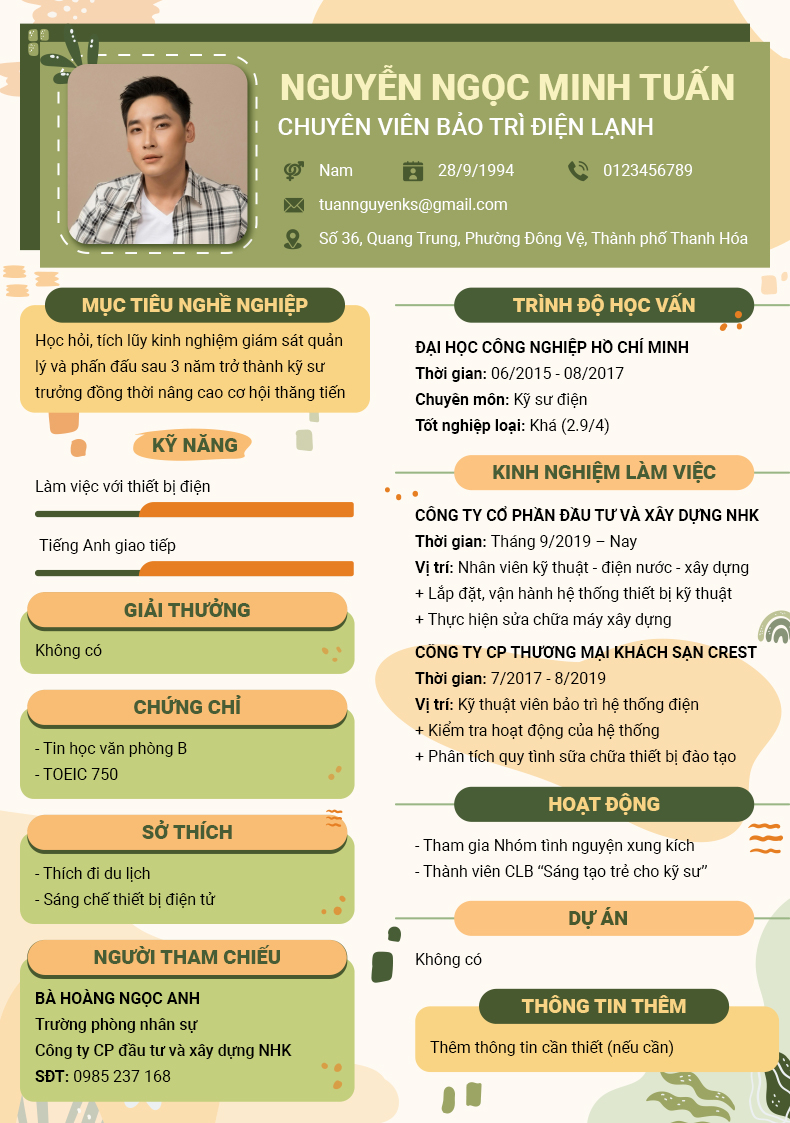 NGUYỄN NGỌC MINH TUẤN
CHUYÊN VIÊN BẢO TRÌ ĐIỆN LẠNH
Nam 28/9/1994 0123456789
tuannguyenks@gmail.com
Số 36, Quang Trung, Phường Đông Vệ, Thành phố Thanh Hóa
MỤC TIÊU NGHỀ NGHIỆP
Học hỏi, tích lũy kinh nghiệm giám sát quản
lý và phấn đấu sau 3 năm trở thành kỹ sư
trưởng đồng thời nâng cao cơ hội thăng tiến
KỸ NĂNG
Làm việc với thiết bị điện
Tiếng Anh giao tiếp
GIẢI THƯỞNG
Không có
CHỨNG CHỈ
- Tin học văn phòng B
- TOEIC 750
SỞ THÍCH
- Thích đi du lịch
- Sáng chế thiết bị điện tử
NGƯỜI THAM CHIẾU
BÀ HOÀNG NGỌC ANH
Trường phòng nhân sự
Công ty CP đầu tư và xây dựng NHK
SĐT: 0985 237 168
TRÌNH ĐỘ HỌC VẤN
ĐẠI HỌC CÔNG NGHIỆP HỒ CHÍ MINH
Thời gian: 06/2015 - 08/2017
Chuyên môn: Kỹ sư điện
Tốt nghiệp loại: Khá (2.9/4)
KINH NGHIỆM LÀM VIỆC
CÔNG TY CỔ PHẦN ĐẦU TƯ VÀ XÂY DỰNG NHK
Thời gian: Tháng 9/2019 – Nay
Vị trí: Nhân viên kỹ thuật - điện nước - xây dựng
+ Lắp đặt, vận hành hệ thống thiết bị kỹ thuật
+ Thực hiện sửa chữa máy xây dựng
CÔNG TY CP THƯƠNG MẠI KHÁCH SẠN CREST
Thời gian: 7/2017 - 8/2019
Vị trí: Kỹ thuật viên bảo trì hệ thống điện
+ Kiểm tra hoạt động của hệ thống
+ Phân tích quy tình sữa chữa thiết bị đào tạo
HOẠT ĐỘNG
- Tham gia Nhóm tình nguyện xung kích
- Thành viên CLB “Sáng tạo trẻ cho kỹ sư”
DỰ ÁN
Không có
THÔNG TIN THÊM
Thêm thông tin cần thiết (nếu cần)